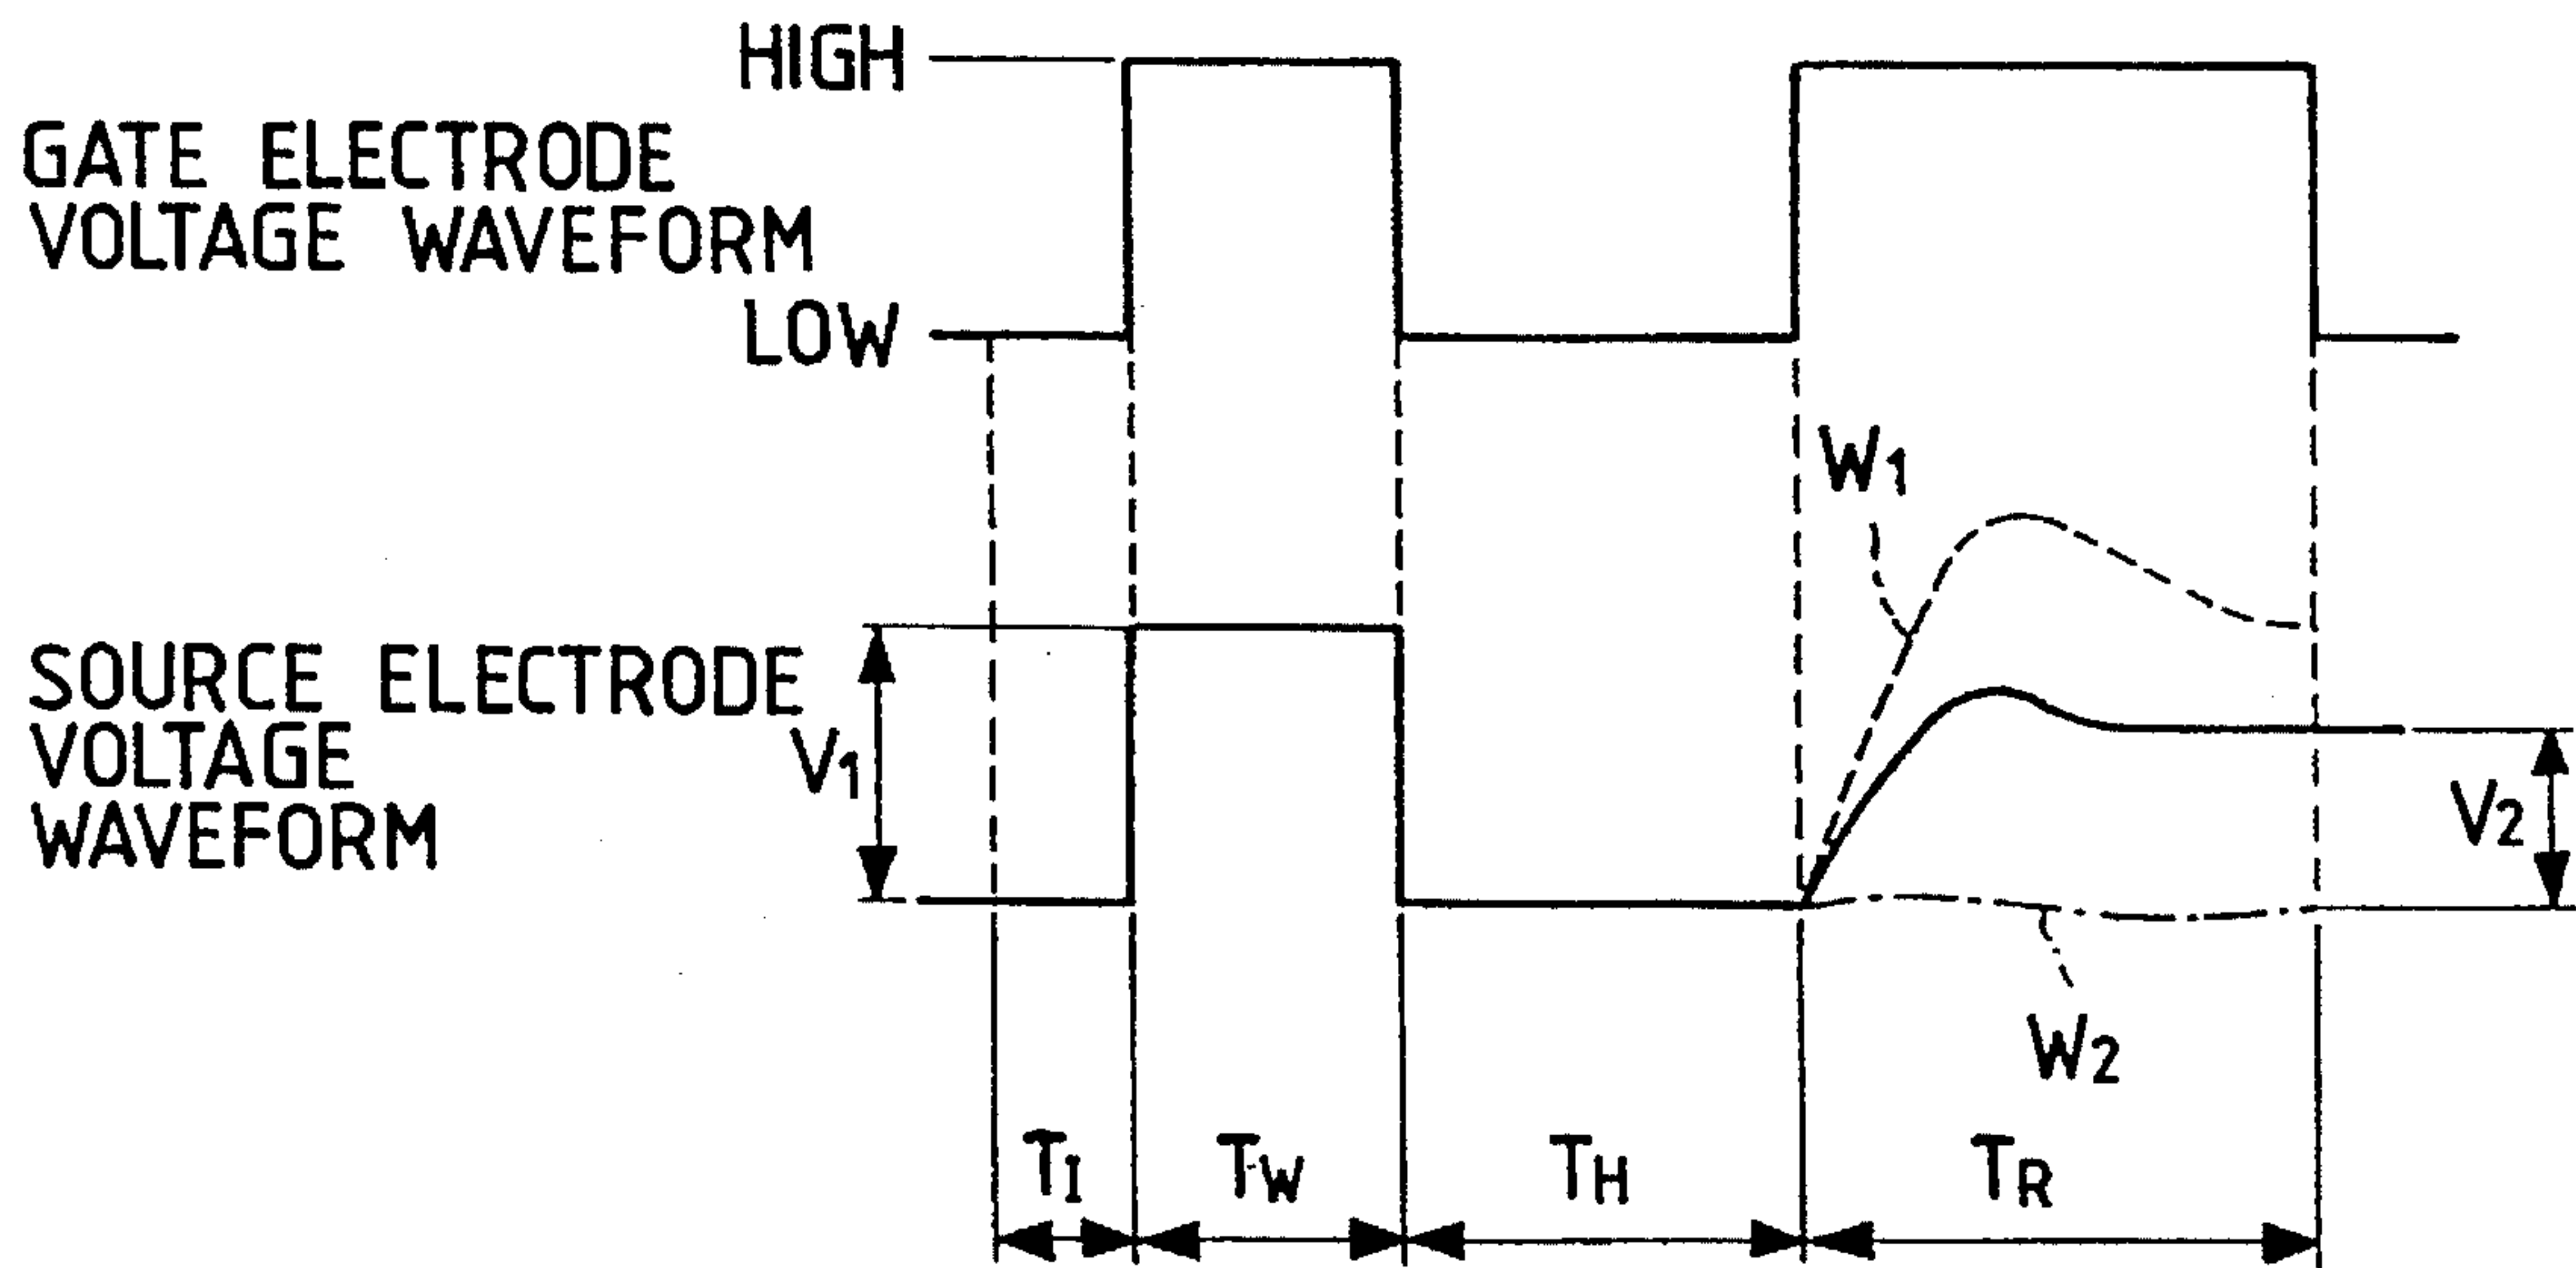 HIGH
GATE ELECTRODE
VOLTAGE WAVEFORM
LOW
W1
SOURCE ELECTRODE
VOLTAGE
WAVEFORM
V1
V2
W2
TI
TW
TH
TR